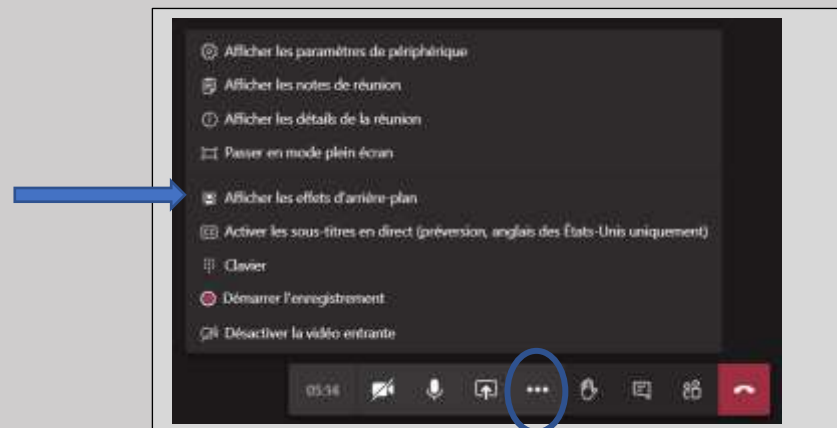 Afficher les paramètres de périphérique
Afficher les notes de réunion
Afficher les détails de la réunion
Passer en mode plein écran
Afficher les effets d'arrière-plan
Activer les sous-titres en direct (préversion, anglais des États-Unis uniquement)
Clavier
Démarrer l'enregistrement
Désactiver la vidéo entrante
05:14